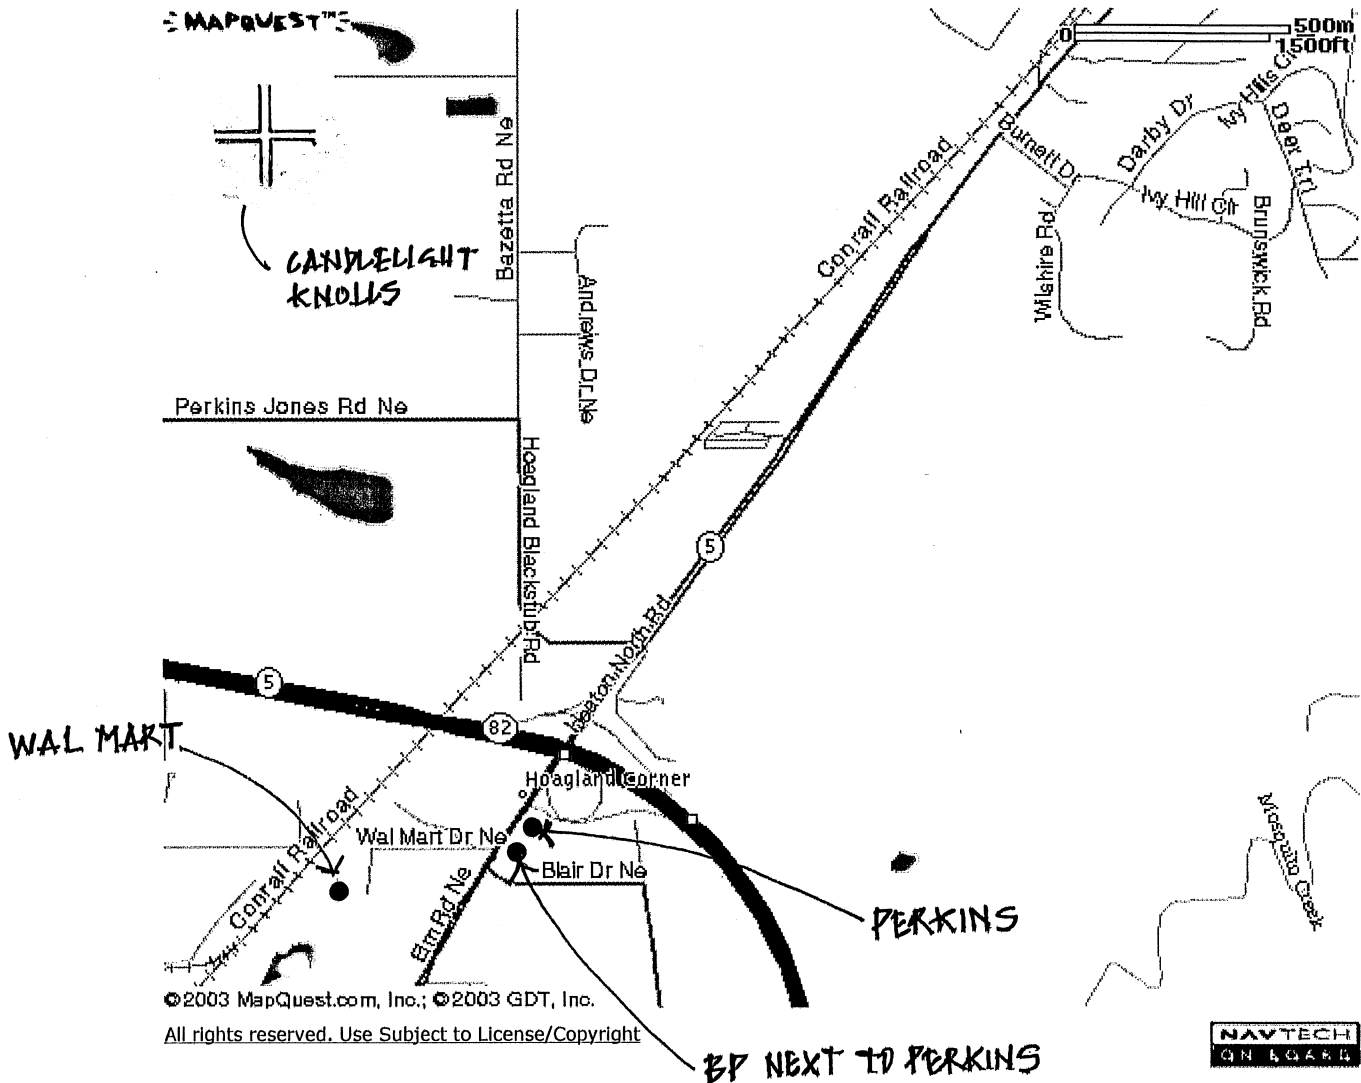 MAPQUEST™
0 500m
1500ft
Ivy Hills Cir
Darby Dr
Deer Trl
Burnett Dr
Ivy Hill Cir
Brunswick Rd
Wilshire Rd
Bazetta Rd Ne
Conrail Railroad
CANDLELIGHT
KNOLLS
Andrews Dr Ne
Perkins Jones Rd Ne
Hoagland Blackstub Rd
5
Heaton North Rd
5
82
WAL MART
Hoagland Corner
Conrail Railroad
Wal Mart Dr Ne
Blair Dr Ne
Elm Rd Ne
Mosquito Creek
PERKINS
©2003 MapQuest.com, Inc.; ©2003 GDT, Inc.
All rights reserved. Use Subject to License/Copyright
NAVTECH
ON BOARD
BP NEXT TO PERKINS